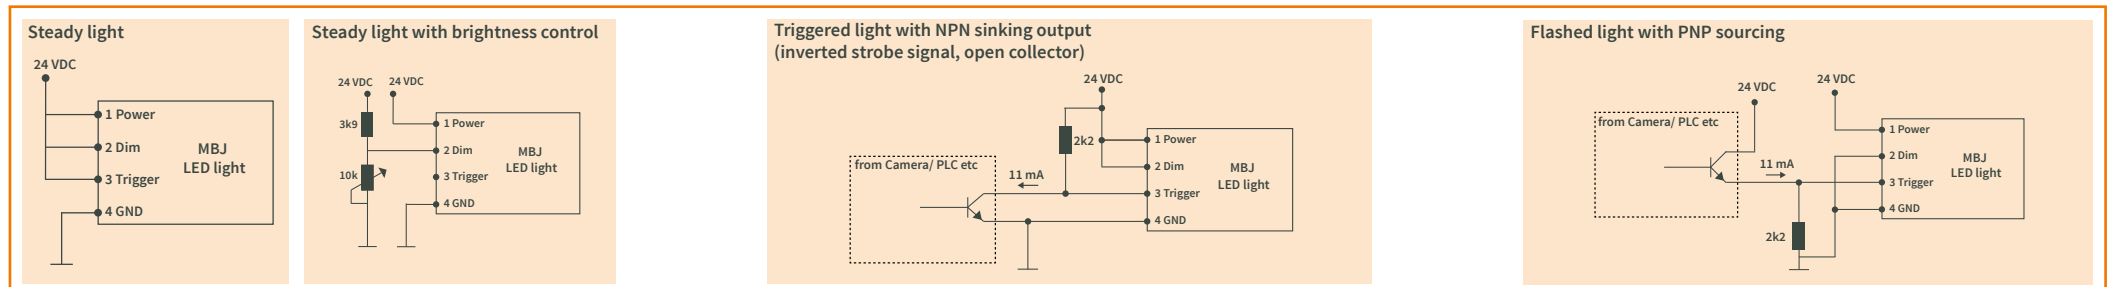 Steady light
24 VDC
1 Power
2 Dim
3 Trigger
4 GND
MBJ
LED light
Steady light with brightness control
24 VDC
24 VDC
3k9
10k
1 Power
2 Dim
3 Trigger
4 GND
MBJ
LED light
Triggered light with NPN sinking output
(inverted strobe signal, open collector)
24 VDC
2k2
from Camera/ PLC etc
11 mA
1 Power
2 Dim
3 Trigger
4 GND
MBJ
LED light
Flashed light with PNP sourcing
24 VDC
24 VDC
from Camera/ PLC etc
11 mA
2k2
1 Power
2 Dim
3 Trigger
4 GND
MBJ
LED light